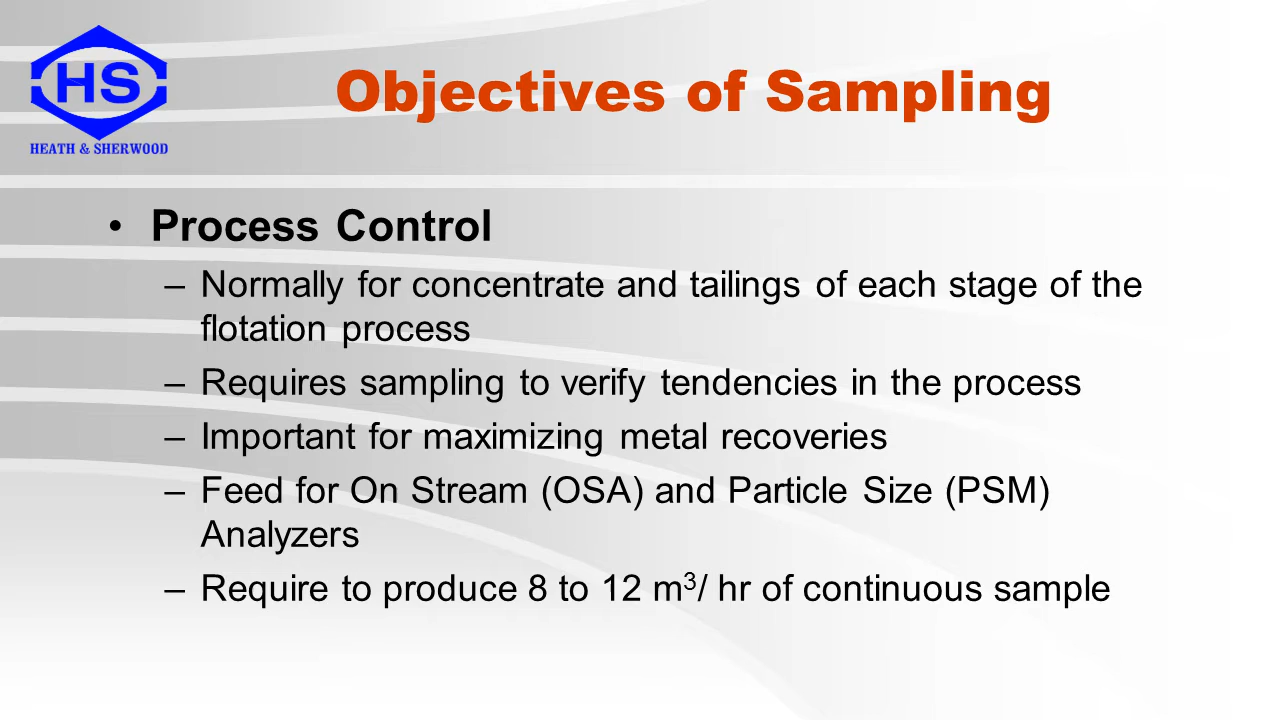 HS
HEATH & SHERWOOD
Objectives of Sampling
• Process Control
– Normally for concentrate and tailings of each stage of the
flotation process
– Requires sampling to verify tendencies in the process
– Important for maximizing metal recoveries
– Feed for On Stream (OSA) and Particle Size (PSM)
Analyzers
– Require to produce 8 to 12 m³/ hr of continuous sample